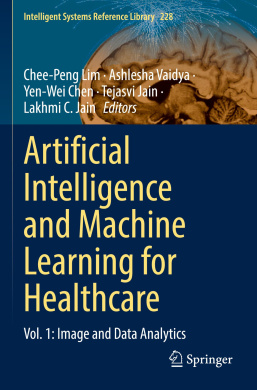 Intelligent Systems Reference Library 228
Chee-Peng Lim · Ashlesha Vaidya ·
Yen-Wei Chen · Tejasvi Jain ·
Lakhmi C. Jain Editors
Artificial
Intelligence
and Machine
Learning for
Healthcare
Vol. 1: Image and Data Analytics
Springer